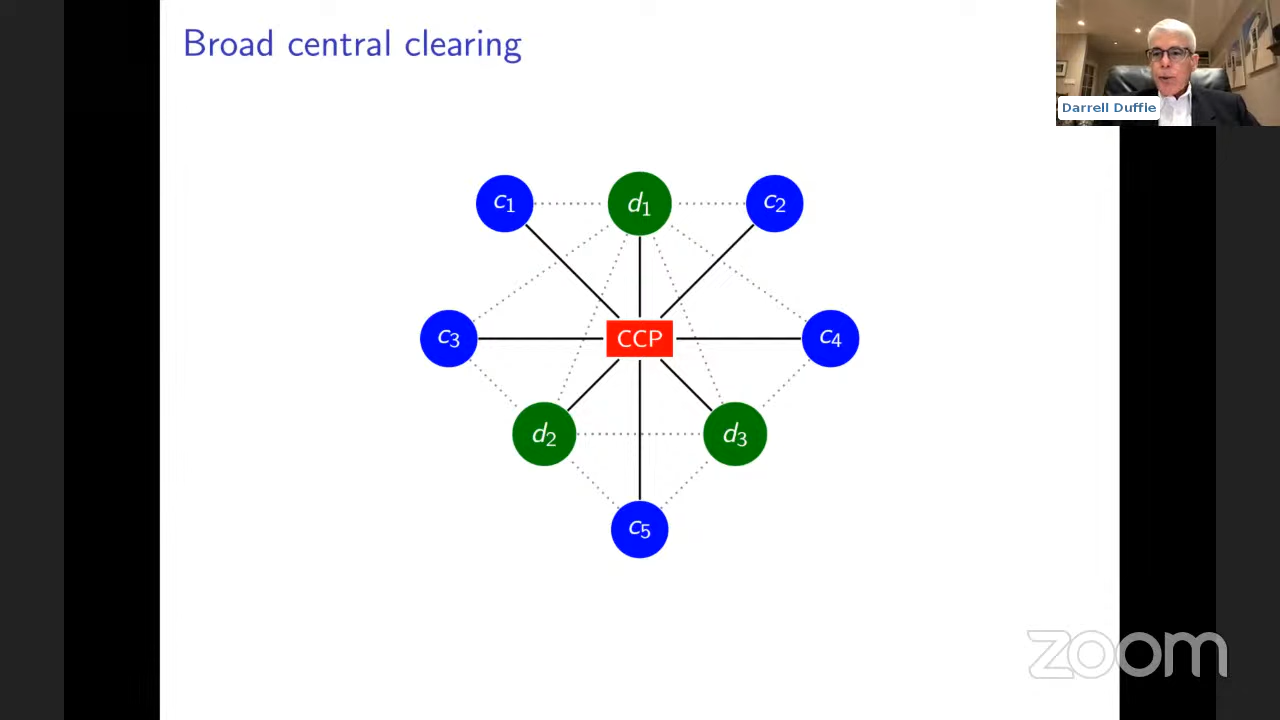 Broad central clearing
Darrell Duffie
c1
d1
c2
c3
CCP
c4
d2
d3
c5
zoom